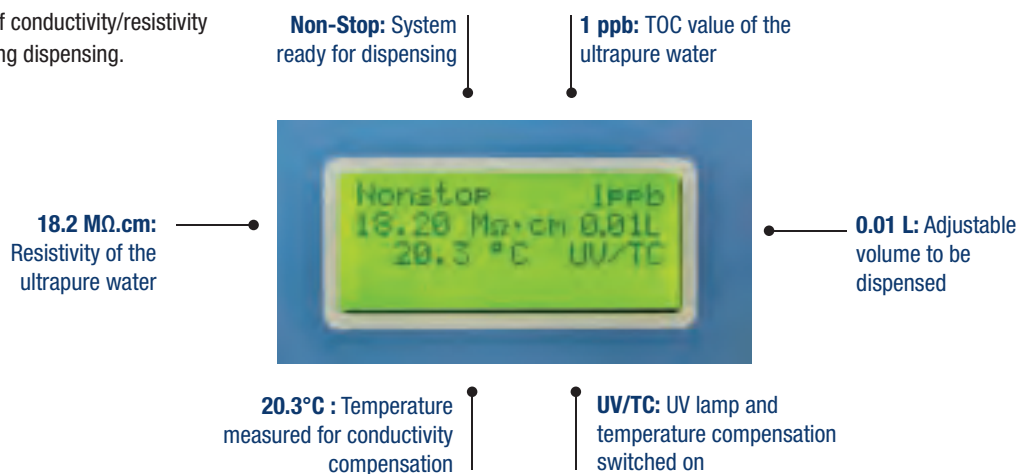 f conductivity/resistivity
ng dispensing.
Non-Stop: System
ready for dispensing
1 ppb: TOC value of the
ultrapure water
Nonstop 1ppb
18.20 MΩ·cm 0.01L
20.3 °C UV/TC
18.2 MΩ.cm:
Resistivity of the
ultrapure water
0.01 L: Adjustable
volume to be
dispensed
20.3°C : Temperature
measured for conductivity
compensation
UV/TC: UV lamp and
temperature compensation
switched on